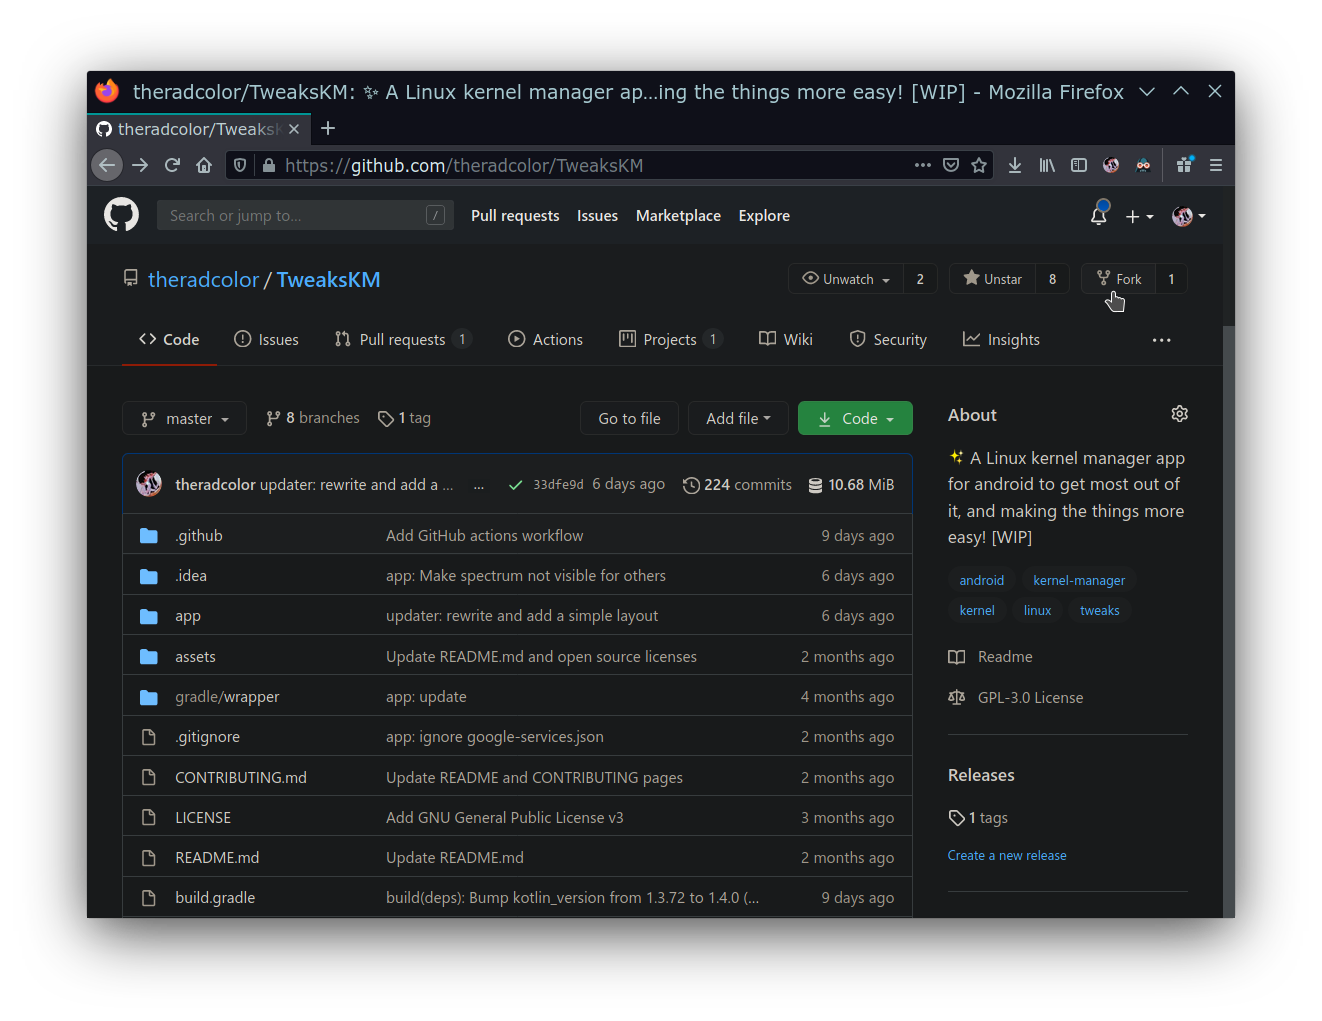 theradcolor/TweaksKM: ✨ A Linux kernel manager ap...ing the things more easy! [WIP] - Mozilla Firefox
theradcolor/Tweaks
https://github.com/theradcolor/TweaksKM
Search or jump to... / Pull requests Issues Marketplace Explore
theradcolor / TweaksKM Unwatch 2 Unstar 8 Fork 1
<> Code Issues Pull requests 1 Actions Projects 1 Wiki Security Insights ...
master 8 branches 1 tag Go to file Add file Code
theradcolor updater: rewrite and add a ... ... 33dfe9d 6 days ago 224 commits 10.68 MiB
.github Add GitHub actions workflow 9 days ago
.idea app: Make spectrum not visible for others 6 days ago
app updater: rewrite and add a simple layout 6 days ago
assets Update README.md and open source licenses 2 months ago
gradle/wrapper app: update 4 months ago
.gitignore app: ignore google-services.json 2 months ago
CONTRIBUTING.md Update README and CONTRIBUTING pages 2 months ago
LICENSE Add GNU General Public License v3 3 months ago
README.md Update README.md 2 months ago
build.gradle build(deps): Bump kotlin_version from 1.3.72 to 1.4.0 (... 9 days ago
About
✨ A Linux kernel manager app
for android to get most out of
it, and making the things more
easy! [WIP]
android kernel-manager
kernel linux tweaks
Readme
GPL-3.0 License
Releases
1 tags
Create a new release